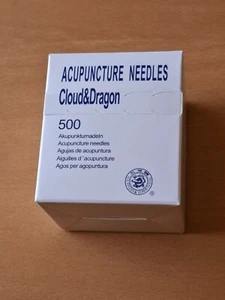 ACUPUNCTURE NEEDLES
Cloud&Dragon
500
Akupunkturnadeln
Acupuncture needles
Agujas de acupuntura
Aiguilles d'acupuncture
Agos per agopuntura
®